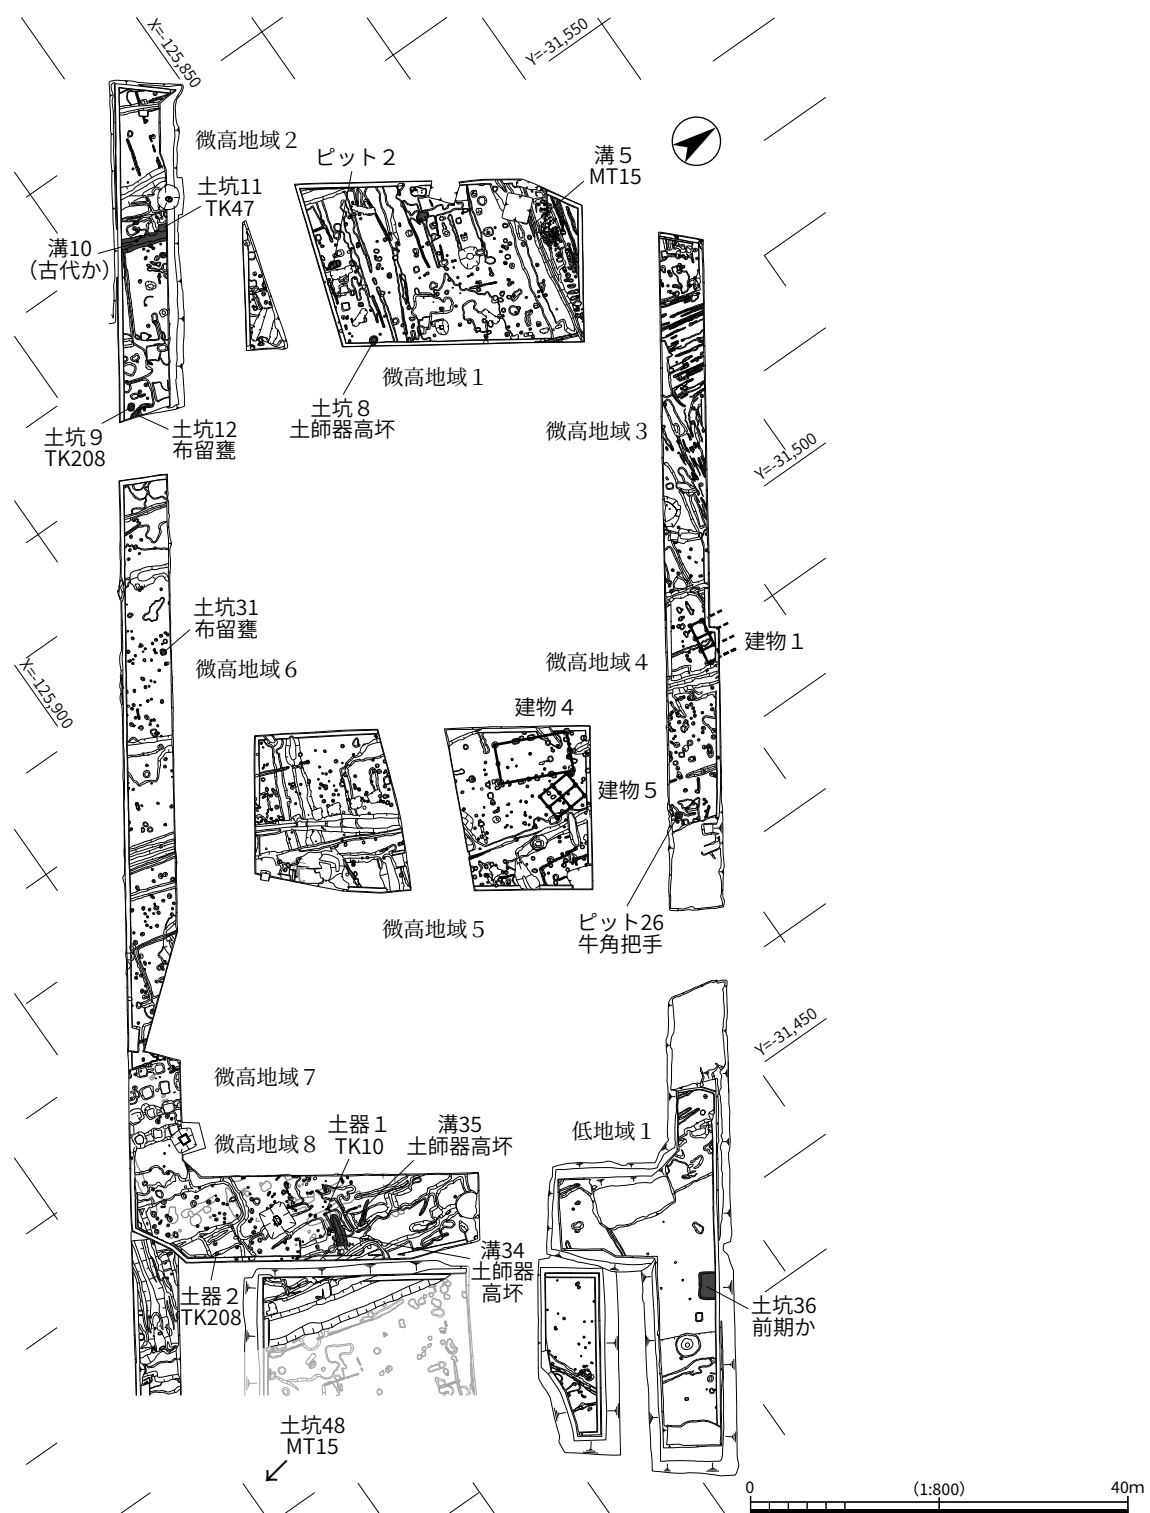 X=-125,850
Y=-31,550
微高地域２
ピット２
溝５
MT15
土坑11
TK47
溝10
（古代か）
微高地域１
土坑８
土師器高坏
土坑９
TK208
土坑12
布留甕
微高地域３
Y=-31,500
土坑31
布留甕
微高地域６
微高地域４
建物１
X=-125,900
建物４
建物５
微高地域５
ピット26
牛角把手
Y=-31,450
微高地域７
微高地域８
土器１
TK10
溝35
土師器高坏
低地域１
溝34
土師器
高坏
土器２
TK208
土坑36
前期か
土坑48
MT15
0
（1:800）
40m